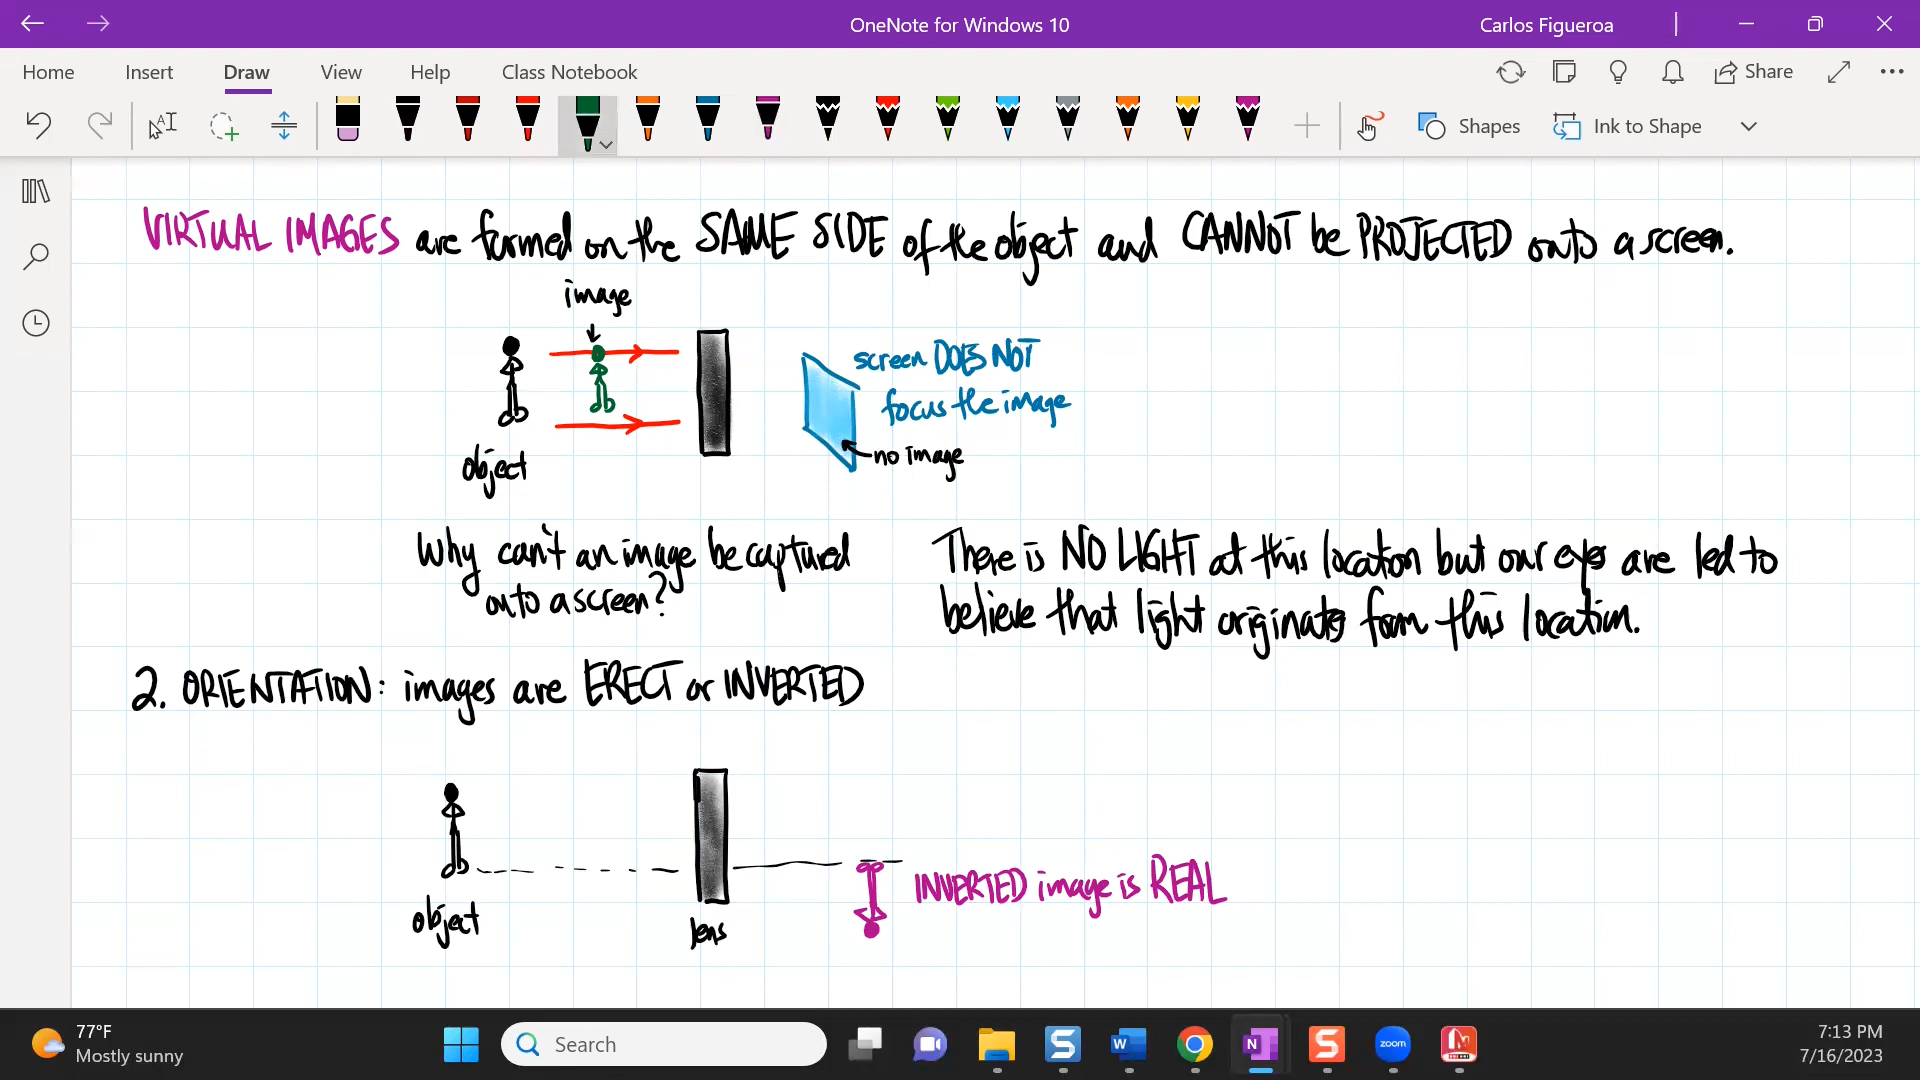 OneNote for Windows 10
Carlos Figueroa
Home Insert Draw View Help Class Notebook
Share
Shapes Ink to Shape
VIRTUAL IMAGES are formed on the SAME SIDE of the object and CANNOT be PROJECTED onto a screen.
image
screen DOES NOT
focus the image
no image
object
Why can't an image be captured
onto a screen?
There is NO LIGHT at this location but our eyes are led to
believe that light originates from this location.
2. ORIENTATION: images are ERECT or INVERTED
INVERTED image is REAL
object
lens
77°F
Mostly sunny
Search
zoom
7:13 PM
7/16/2023